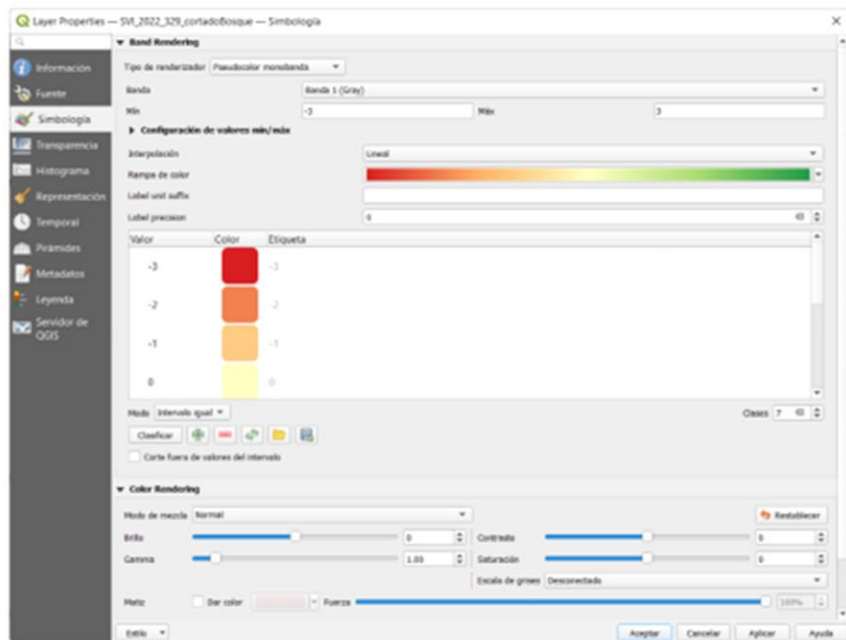 Layer Properties — SVI_2022_329_cortadoBosque — Simbología
Información
Fuente
Simbología
Transparencia
Histograma
Representación
Temporal
Pirámides
Metadatos
Leyenda
Servidor de
QGIS
Band Rendering
Tipo de renderizador Pseudocolor monobanda
Banda Banda 1 (Gray)
Mín -3 Máx 3
Configuración de valores mín/máx
Interpolación Lineal
Rampa de color
Label unit suffix
Label precision 0
Valor Color Etiqueta
-3 -3
-2 -2
-1 -1
0 0
Modo Intervalo igual Clases 7
Clasificar
Corte fuera de valores del intervalo
Color Rendering
Modo de mezcla Normal Restablecer
Brillo 0 Contraste 0
Gamma 1.00 Saturación 0
Escala de grises Desconectado
Matiz Dar color Fuerza 100%
Estilo Aceptar Cancelar Aplicar Ayuda